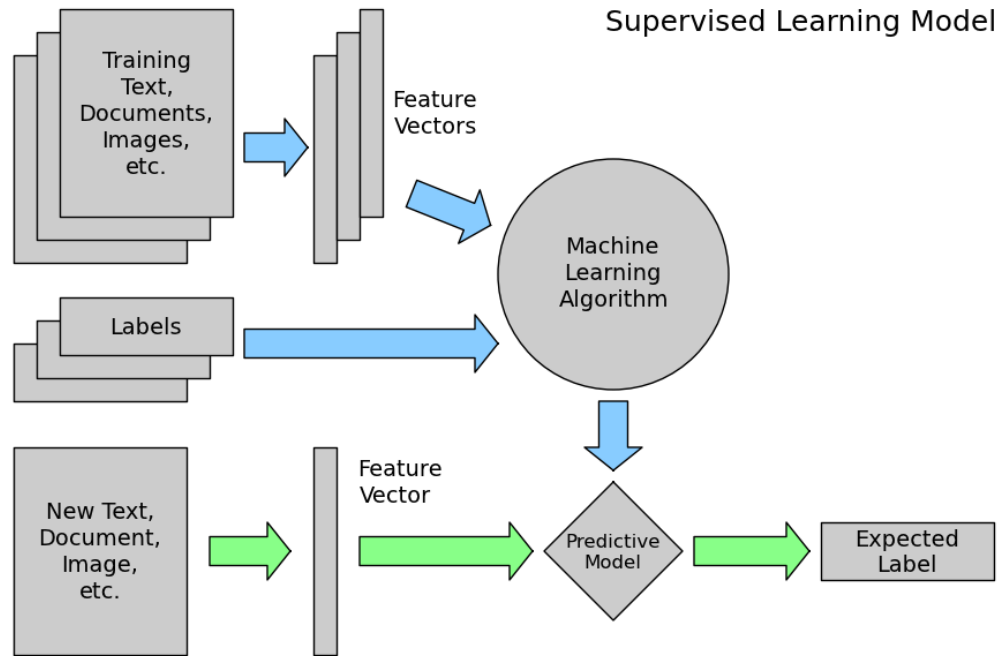 Supervised Learning Model
Training
Text,
Documents,
Images,
etc.
Feature
Vectors
Machine
Learning
Algorithm
Labels
New Text,
Document,
Image,
etc.
Feature
Vector
Predictive
Model
Expected
Label